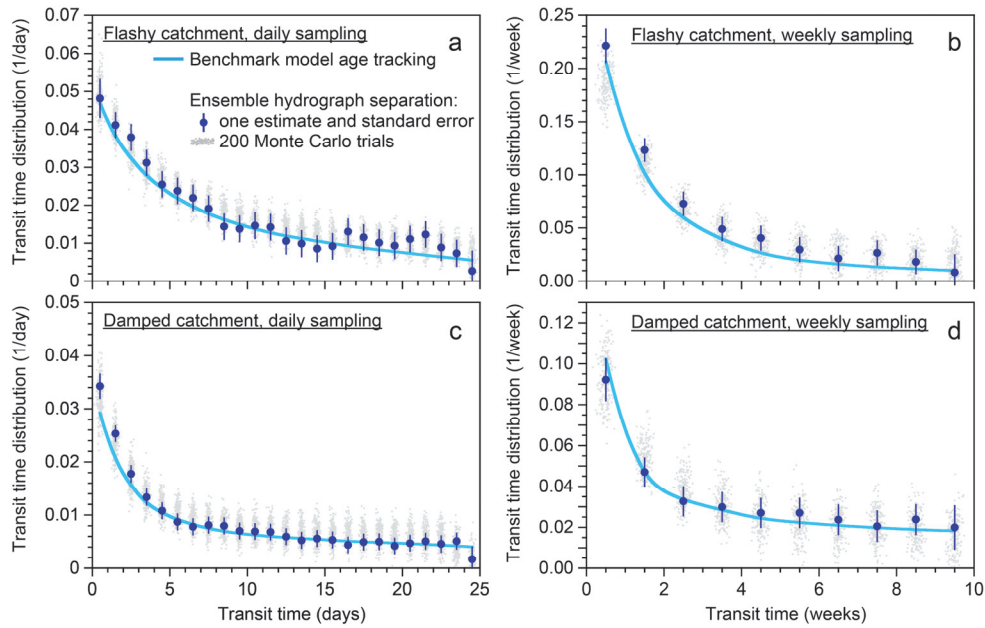 Transit time distribution (1/day)
0.07
0.06
0.05
0.04
0.03
0.02
0.01
0
Flashy catchment, daily sampling
a
Benchmark model age tracking
Ensemble hydrograph separation:
one estimate and standard error
200 Monte Carlo trials
Transit time distribution (1/week)
0.25
0.20
0.15
0.10
0.05
0.00
Flashy catchment, weekly sampling
b
Transit time distribution (1/day)
0.05
0.04
0.03
0.02
0.01
0
Damped catchment, daily sampling
c
0 5 10 15 20 25
Transit time (days)
Transit time distribution (1/week)
0.12
0.10
0.08
0.06
0.04
0.02
0.00
Damped catchment, weekly sampling
d
0 2 4 6 8 10
Transit time (weeks)